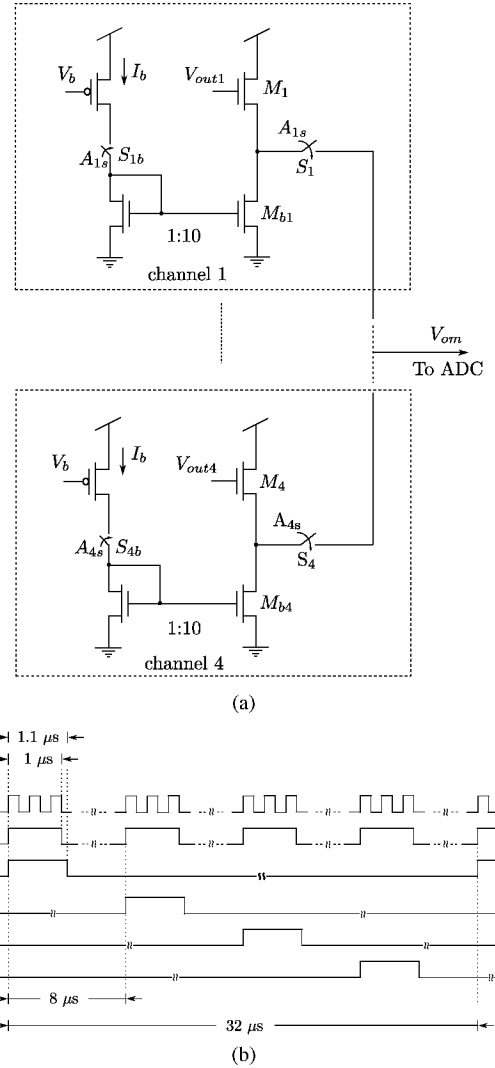 V_b
I_b
V_out1
M_1
A_1s
S_1b
A_1s
S_1
M_b1
1:10
channel 1
V_om
To ADC
V_b
I_b
V_out4
M_4
A_4s
S_4b
A_4s
S_4
M_b4
1:10
channel 4
(a)
1.1 μs
1 μs
8 μs
32 μs
(b)